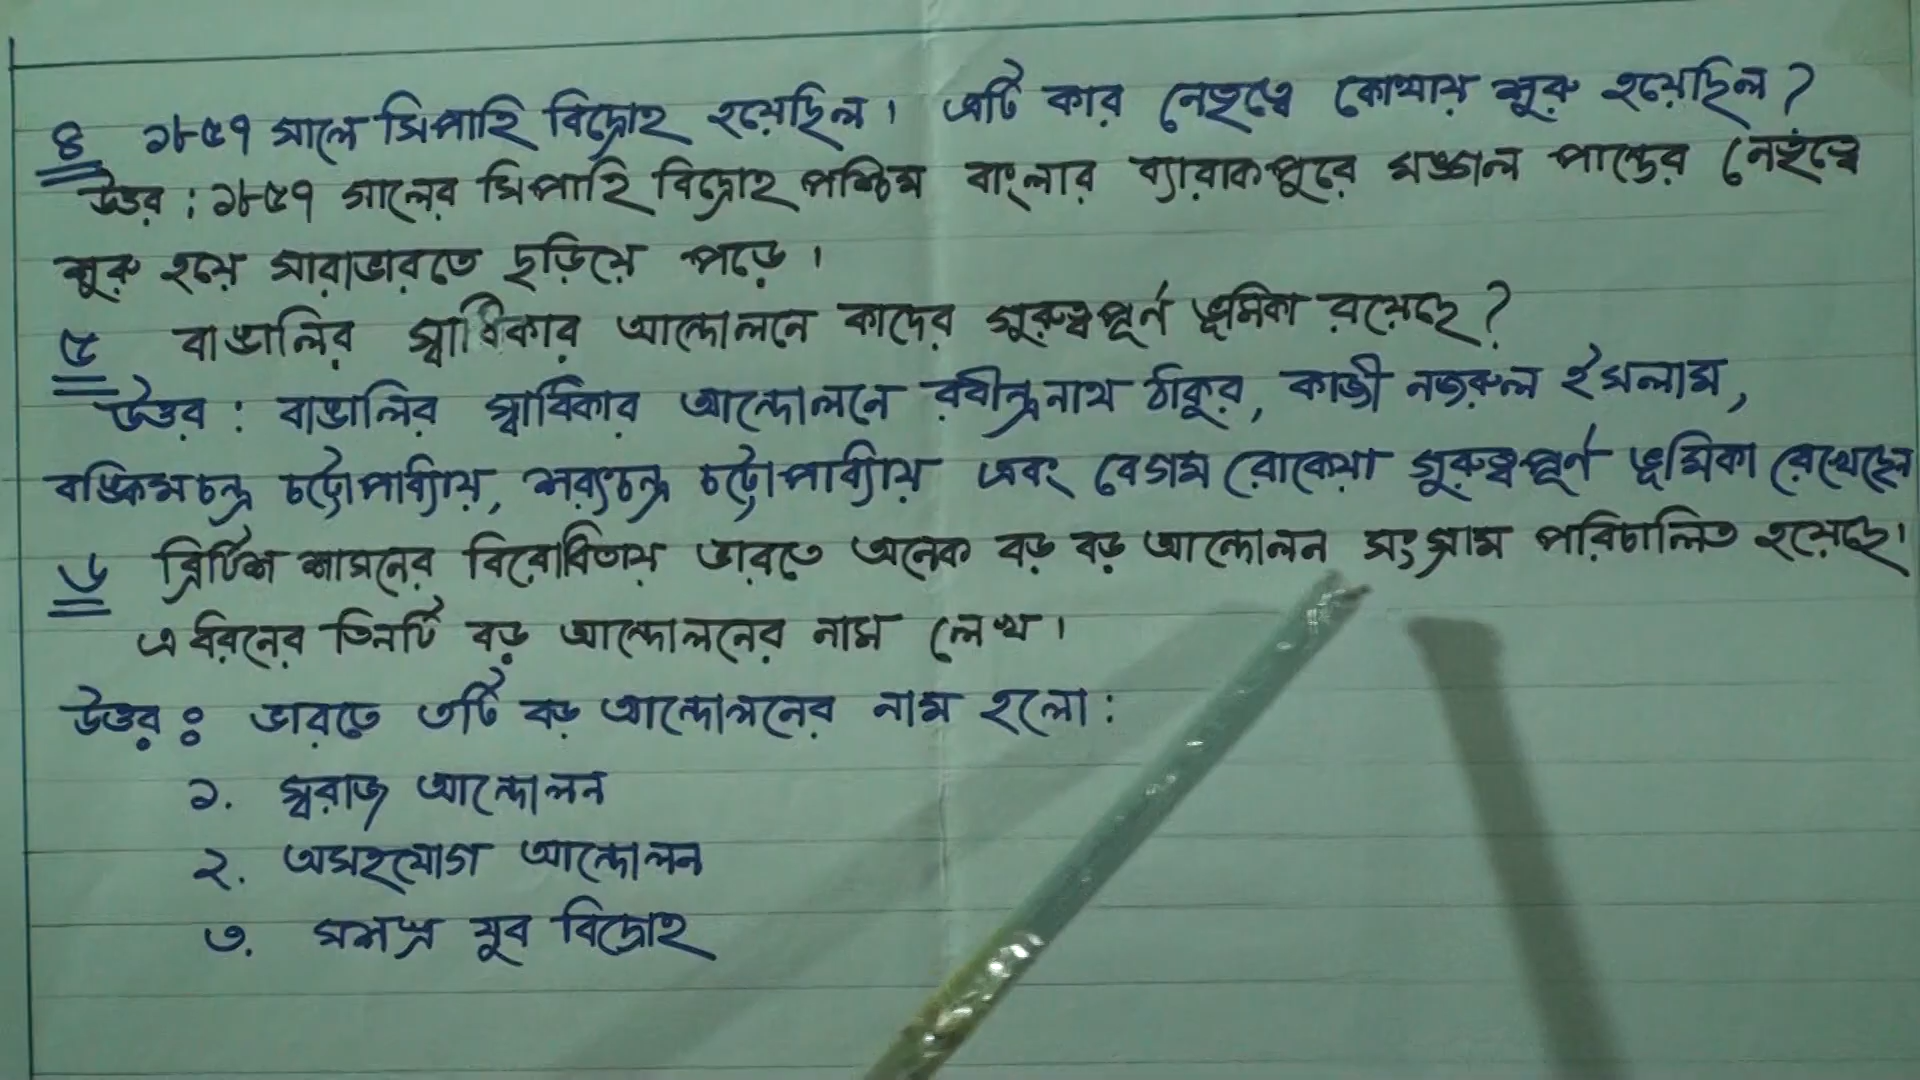 ৪ ১৮৫৭ সালে সিপাহি বিদ্রোহ হয়েছিল। এটি কার নেতৃত্বে কোথায় শুরু হয়েছিল?
উত্তর : ১৮৫৭ সালের সিপাহি বিদ্রোহ পশ্চিম বাংলার ব্যারাকপুরে মঙ্গল পান্ডের নেতৃত্বে
শুরু হয়ে সারাভারতে ছড়িয়ে পড়ে।
৫ বাঙালির স্বাধিকার আন্দোলনে কাদের গুরুত্বপূর্ন ভূমিকা রয়েছে?
উত্তর : বাঙালির স্বাধিকার আন্দোলনে রবীন্দ্রনাথ ঠাকুর, কাজী নজরুল ইসলাম,
বঙ্কিমচন্দ্র চট্টোপাধ্যিায়, শরৎচন্দ্র চট্টোপাধ্যিায় এবং বেগম রোকেয়া গুরুত্বপূর্ন ভূমিকা রেখেছেন
৬ ব্রিটিশ শাসনের বিরোধিতায় ভারতে অনেক বড় বড় আন্দোলন সংগ্রাম পরিচালিত হয়েছে।
এ ধরনের তিনটি বড় আন্দোলনের নাম লেখ।
উত্তর : ভারতে ৩টি বড় আন্দোলনের নাম হলো :
১. স্বরাজ আন্দোলন
২. অসহযোগ আন্দোলন
৩. সশস্ত্র যুব বিদ্রোহ